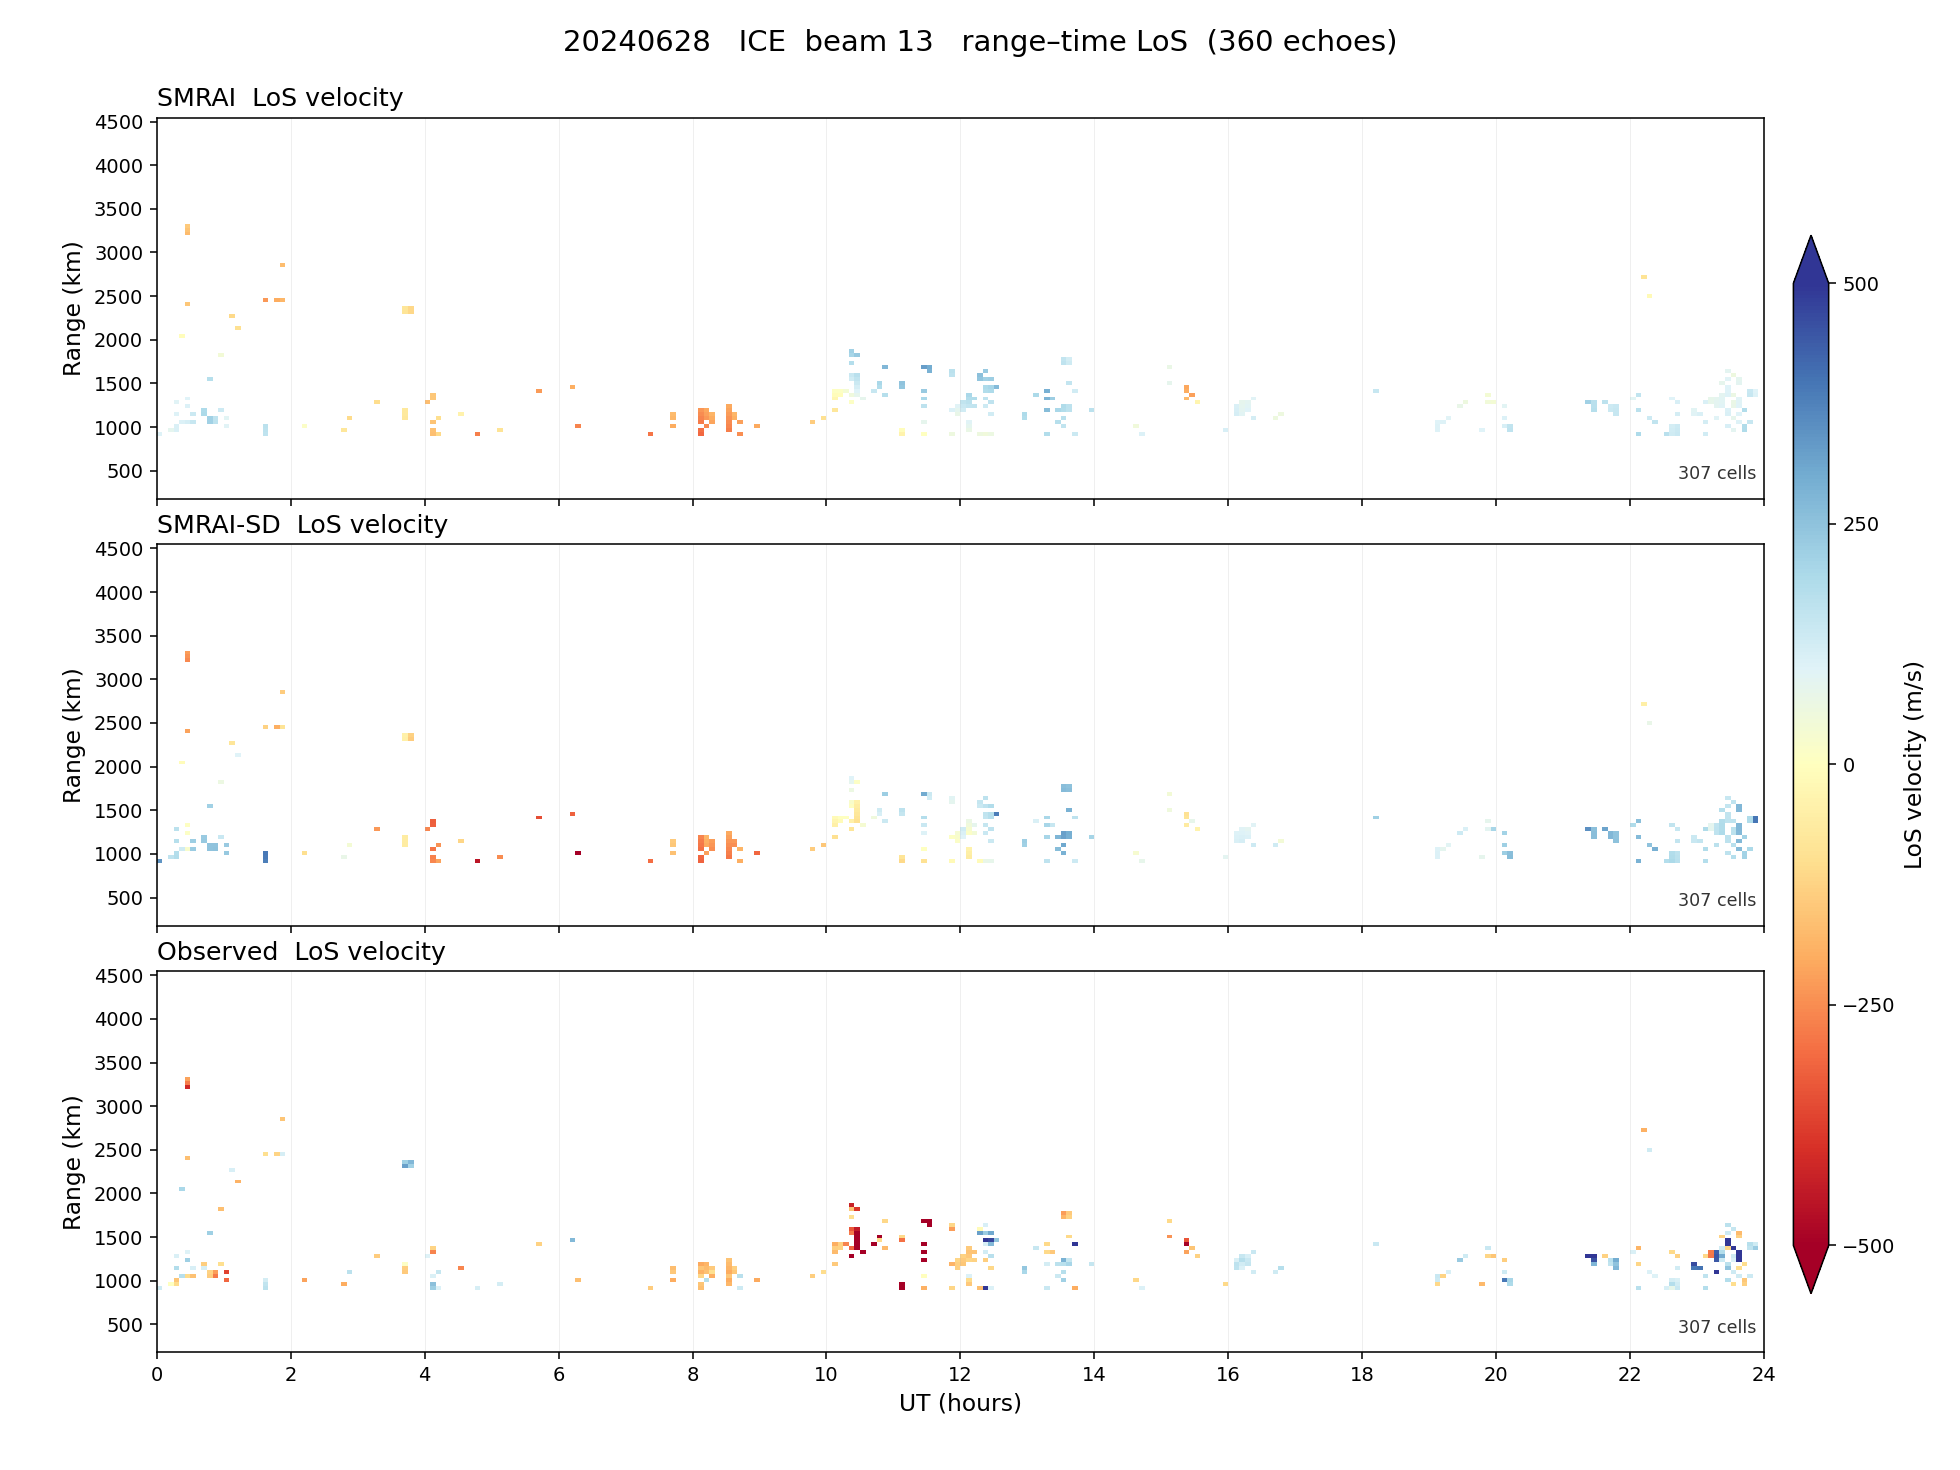 20240628   ICE  beam 13   range–time LoS  (360 echoes)
SMRAI  LoS velocity
4500
4000
3500
3000
2500
2000
1500
1000
500
Range (km)
307 cells
SMRAI-SD  LoS velocity
4500
4000
3500
3000
2500
2000
1500
1000
500
Range (km)
307 cells
Observed  LoS velocity
4500
4000
3500
3000
2500
2000
1500
1000
500
Range (km)
307 cells
0 2 4 6 8 10 12 14 16 18 20 22 24
UT (hours)
500
250
0
−250
−500
LoS velocity (m/s)